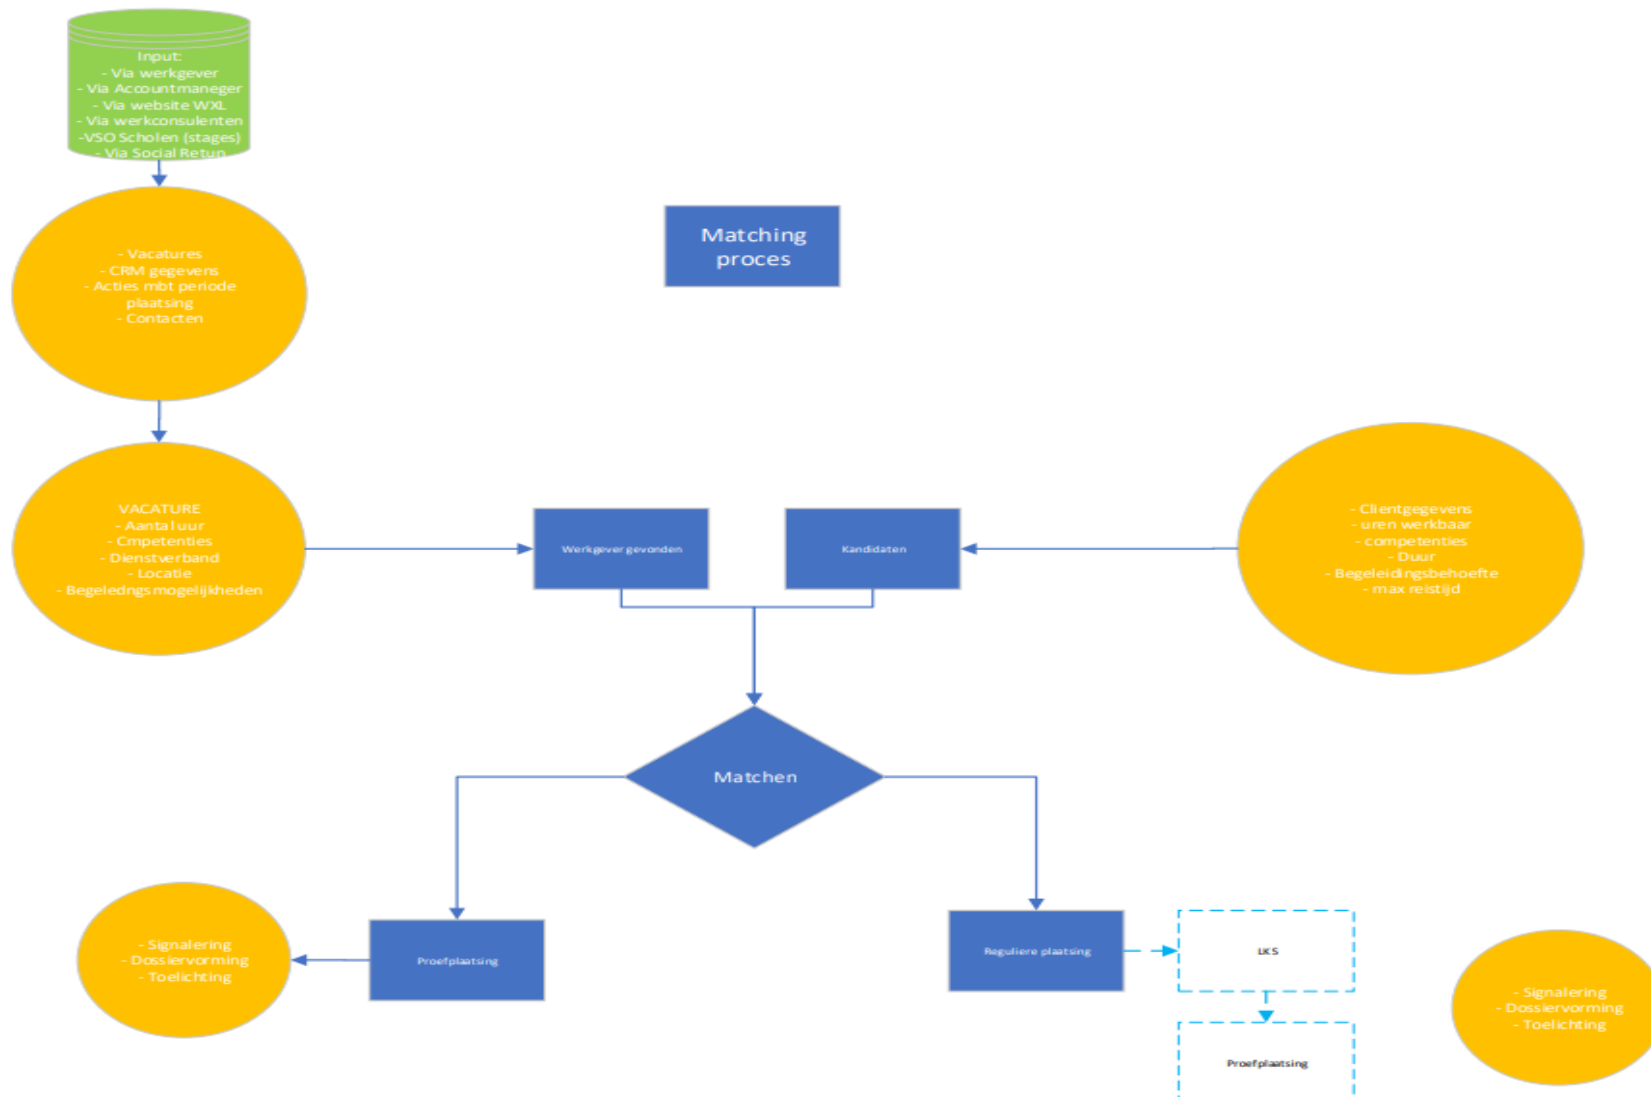 Input:
- Via werkgever
- Via Accountmaneger
- Via website WXL
- Via werkconsulenten
-VSO Scholen (stages)
- Via Social Retun
Matching
proces
- Vacatures
- CRM gegevens
- Acties mbt periode
plaatsing
- Contacten
VACATURE
- Aantal uur
- Cmpetenties
- Dienstverband
- Locatie
- Begeledngsmogelijkheden
Werkgever gevonden
Kandidaten
- Clientgegevens
- uren werkbaar
- competenties
- Duur
- Begeleidingsbehoefte
- max reistijd
Matchen
- Signalering
- Dossiervorming
- Toelichting
Proefplaatsing
Reguliere plaatsing
LKS
Proefplaatsing
- Signalering
- Dossiervorming
- Toelichting